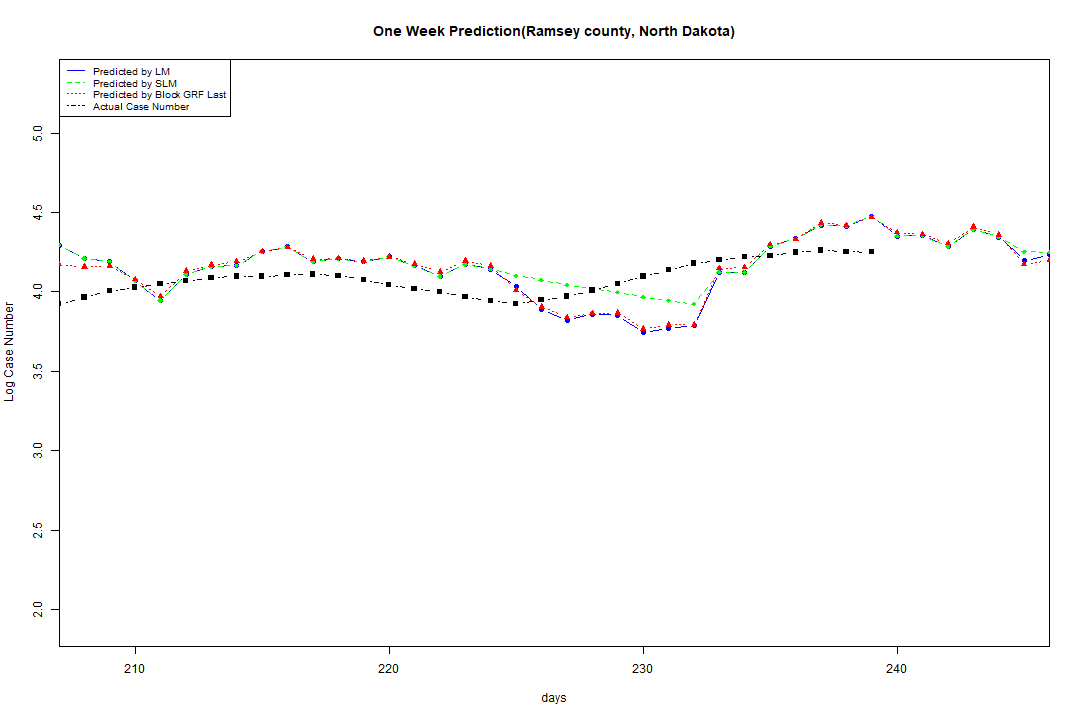 One Week Prediction(Ramsey county, North Dakota)
Predicted by LM
Predicted by SLM
Predicted by Block GRF Last
Actual Case Number
5.0
4.5
4.0
3.5
3.0
2.5
2.0
Log Case Number
210 220 230 240
days